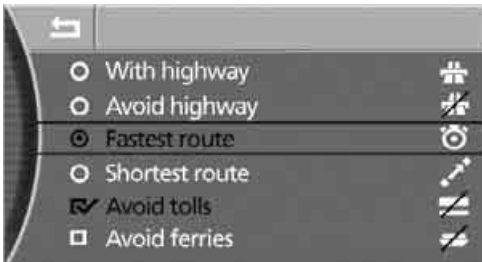 With highway
Avoid highway
Fastest route
Shortest route
Avoid tolls
Avoid ferries